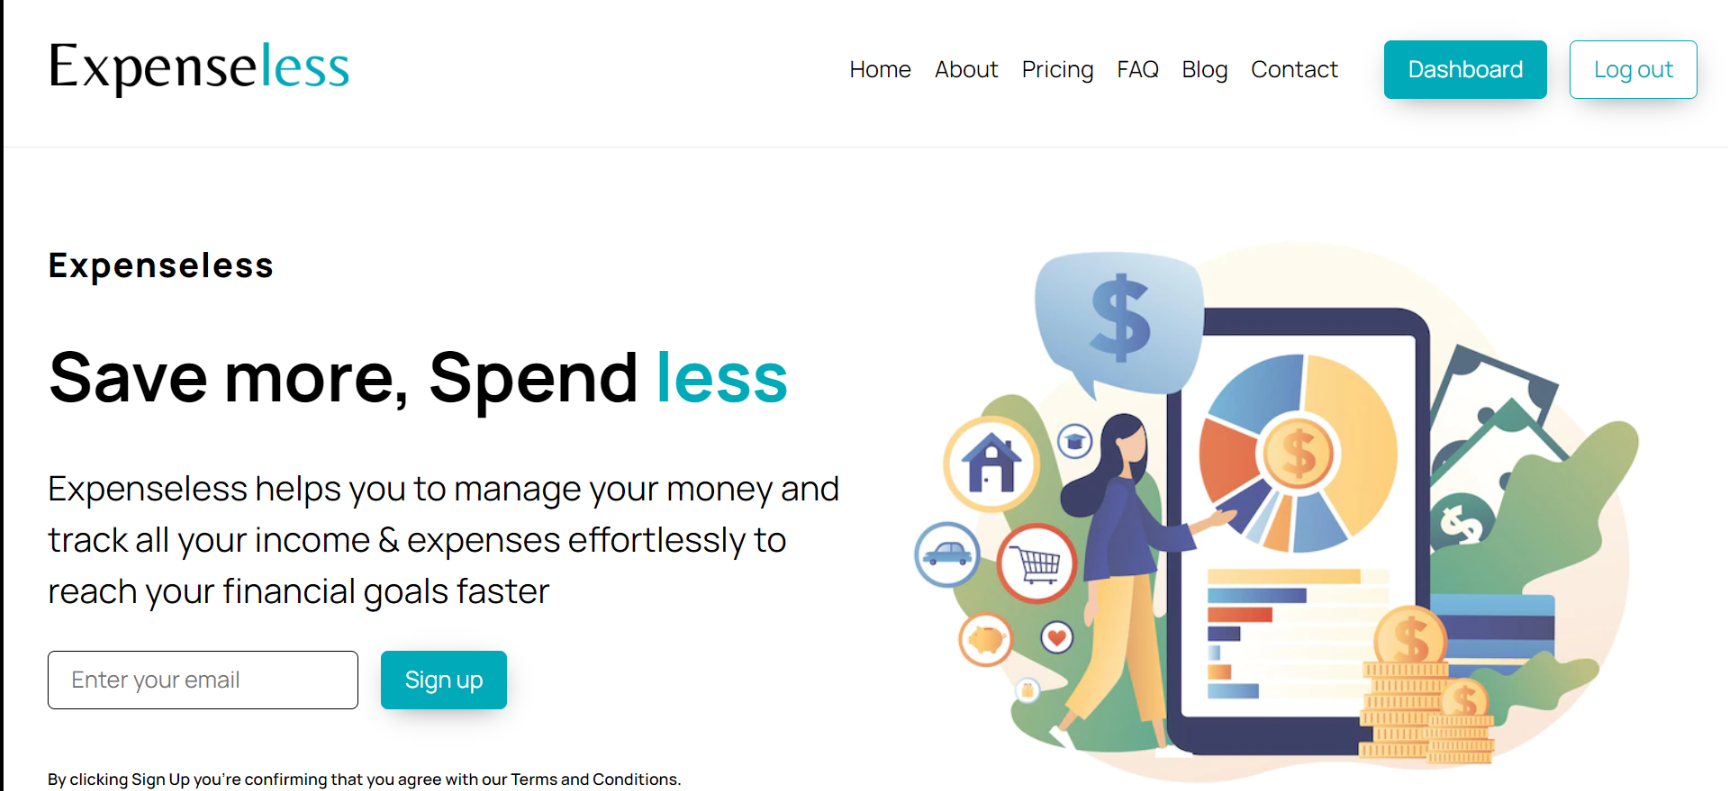 Expenseless
Home About Pricing FAQ Blog Contact Dashboard Log out
Expenseless
Save more, Spend less
Expenseless helps you to manage your money and
track all your income & expenses effortlessly to
reach your financial goals faster
Enter your email Sign up
By clicking Sign Up you're confirming that you agree with our Terms and Conditions.
$
$
$
$
$